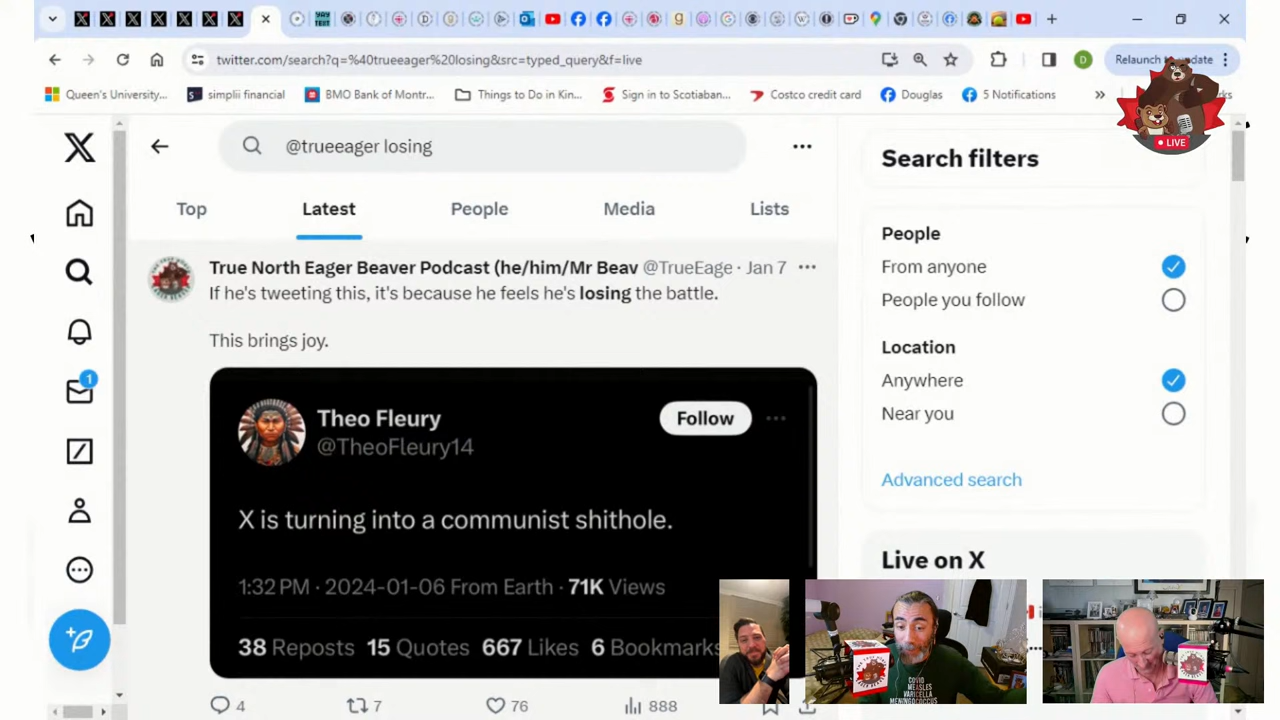 Relaunch to update
twitter.com/search?q=%40trueeager%20losing&src=typed_query&f=live
D
Queen's University...
simplii financial
BMO Bank of Montr...
Things to Do in Kin...
Sign in to Scotiaban...
Costco credit card
Douglas
5 Notifications
»
LIVE
@trueeager losing
Top
Latest
People
Media
Lists
True North Eager Beaver Podcast (he/him/Mr Beav @TrueEage · Jan 7
If he's tweeting this, it's because he feels he's losing the battle.
This brings joy.
Theo Fleury
@TheoFleury14
Follow
X is turning into a communist shithole.
1:32 PM · 2024-01-06 From Earth · 71K Views
38 Reposts 15 Quotes 667 Likes 6 Bookmarks
4
7
76
888
1
Search filters
People
From anyone
People you follow
Location
Anywhere
Near you
Advanced search
Live on X
COVID
MEASLES
VARICELLA
MENINGOCOCCUS